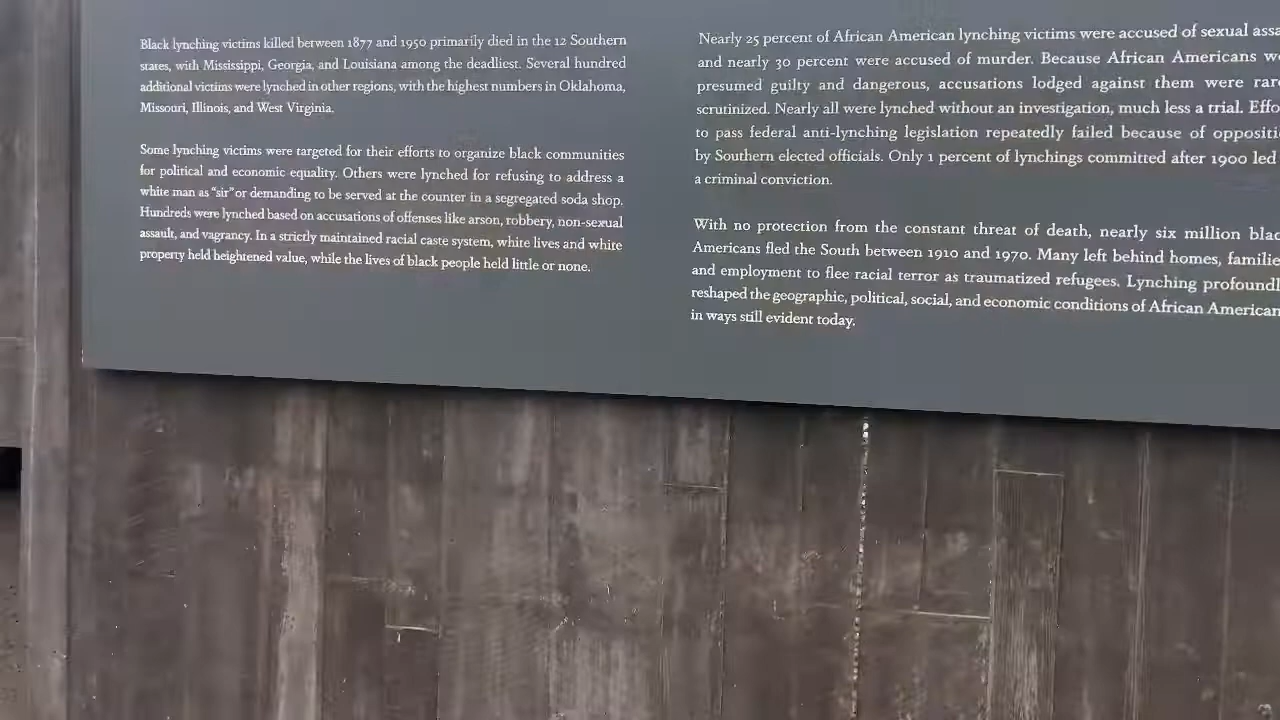 Black lynching victims killed between 1877 and 1950 primarily died in the 12 Southern
states, with Mississippi, Georgia, and Louisiana among the deadliest. Several hundred
additional victims were lynched in other regions, with the highest numbers in Oklahoma,
Missouri, Illinois, and West Virginia.
Some lynching victims were targeted for their efforts to organize black communities
for political and economic equality. Others were lynched for refusing to address a
white man as “sir” or demanding to be served at the counter in a segregated soda shop.
Hundreds were lynched based on accusations of offenses like arson, robbery, non-sexual
assault, and vagrancy. In a strictly maintained racial caste system, white lives and white
property held heightened value, while the lives of black people held little or none.
Nearly 25 percent of African American lynching victims were accused of sexual
and nearly 30 percent were accused of murder. Because African Americans
presumed guilty and dangerous, accusations lodged against them were
scrutinized. Nearly all were lynched without an investigation, much less a trial.
to pass federal anti-lynching legislation repeatedly failed because of
by Southern elected officials. Only 1 percent of lynchings committed after 1900 led
a criminal conviction.
With no protection from the constant threat of death, nearly six million
Americans fled the South between 1910 and 1970. Many left behind homes,
and employment to flee racial terror as traumatized refugees. Lynching
reshaped the geographic, political, social, and economic conditions of African
in ways still evident today.